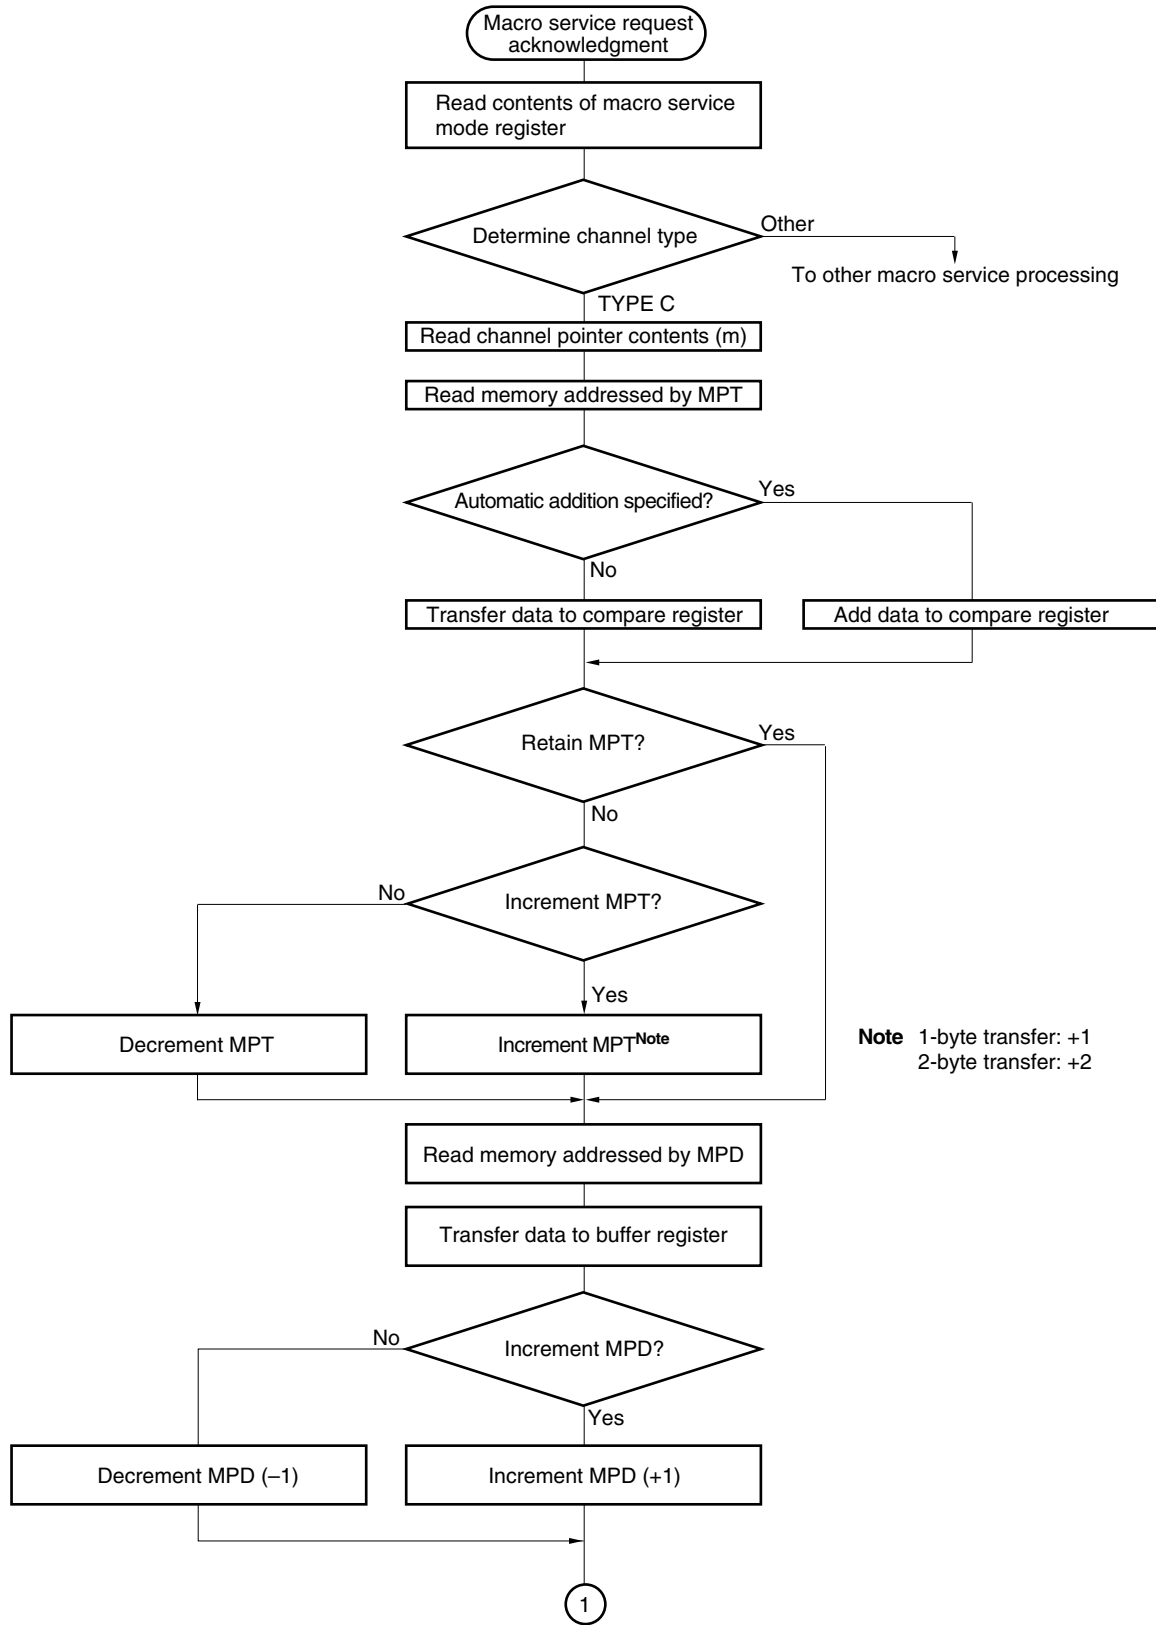 Macro service request
acknowledgment
Read contents of macro service
mode register
Determine channel type
Other
To other macro service processing
TYPE C
Read channel pointer contents (m)
Read memory addressed by MPT
Automatic addition specified?
Yes
No
Transfer data to compare register
Add data to compare register
Retain MPT?
Yes
No
Increment MPT?
No
Yes
Decrement MPT
Increment MPTNote
Note 1-byte transfer: +1
2-byte transfer: +2
Read memory addressed by MPD
Transfer data to buffer register
Increment MPD?
No
Yes
Decrement MPD (–1)
Increment MPD (+1)
1